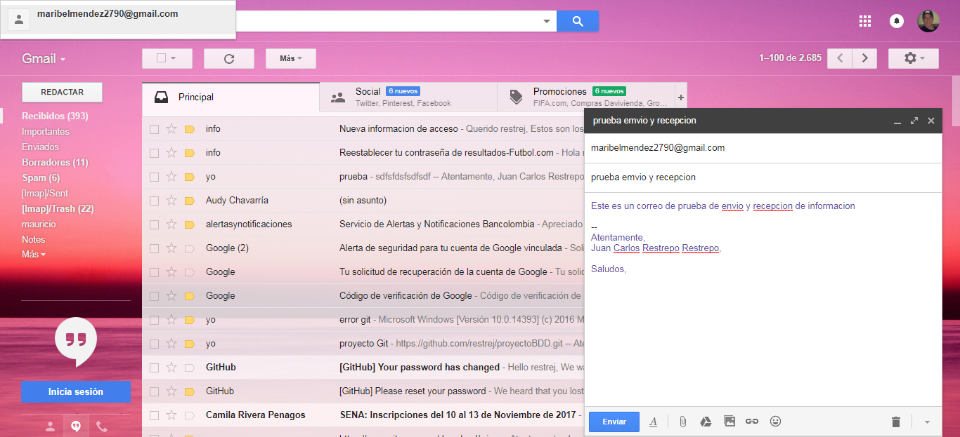 maribelmendez2790@gmail.com
Gmail
Más
1–100 de 2.685
REDACTAR
Recibidos (393)
Importantes
Enviados
Borradores (11)
Spam (6)
[Imap]/Sent
[Imap]/Trash (22)
mauricio
Notes
Más
Inicia sesión
Principal
Social 6 nuevos
Twitter, Pinterest, Facebook
Promociones 6 nuevos
FIFA.com, Compras Davivienda, Gro...
+
info Nueva informacion de acceso - Querido restrej, Estos son los
info Reestablecer tu contraseña de resultados-Futbol.com - Hola
yo prueba - sdfsfdsfsdfsdf -- Atentamente, Juan Carlos Restrepo
Audy Chavarría (sin asunto)
alertasynotificaciones Servicio de Alertas y Notificaciones Bancolombia - Apreciado
Google (2) Alerta de seguridad para tu cuenta de Google vinculada - Su
Google Tu solicitud de recuperación de la cuenta de Google - Tu solic
Google Código de verificación de Google - Código de verificación de
yo error git - Microsoft Windows [Versión 10.0.14393] (c) 2016 M
yo proyecto Git - https://github.com/restrej/proyectoBDD.git -- At
GitHub [GitHub] Your password has changed - Hello restrej, We wa
GitHub [GitHub] Please reset your password - We heard that you lost
Camila Rivera Penagos SENA: Inscripciones del 10 al 13 de Noviembre de 2017 -
prueba emvio y recepcion
maribelmendez2790@gmail.com
prueba emvio y recepcion
Este es un correo de prueba de envio y recepcion de informacion
--
Atentamente,
Juan Carlos Restrepo Restrepo,
Saludos,
Enviar